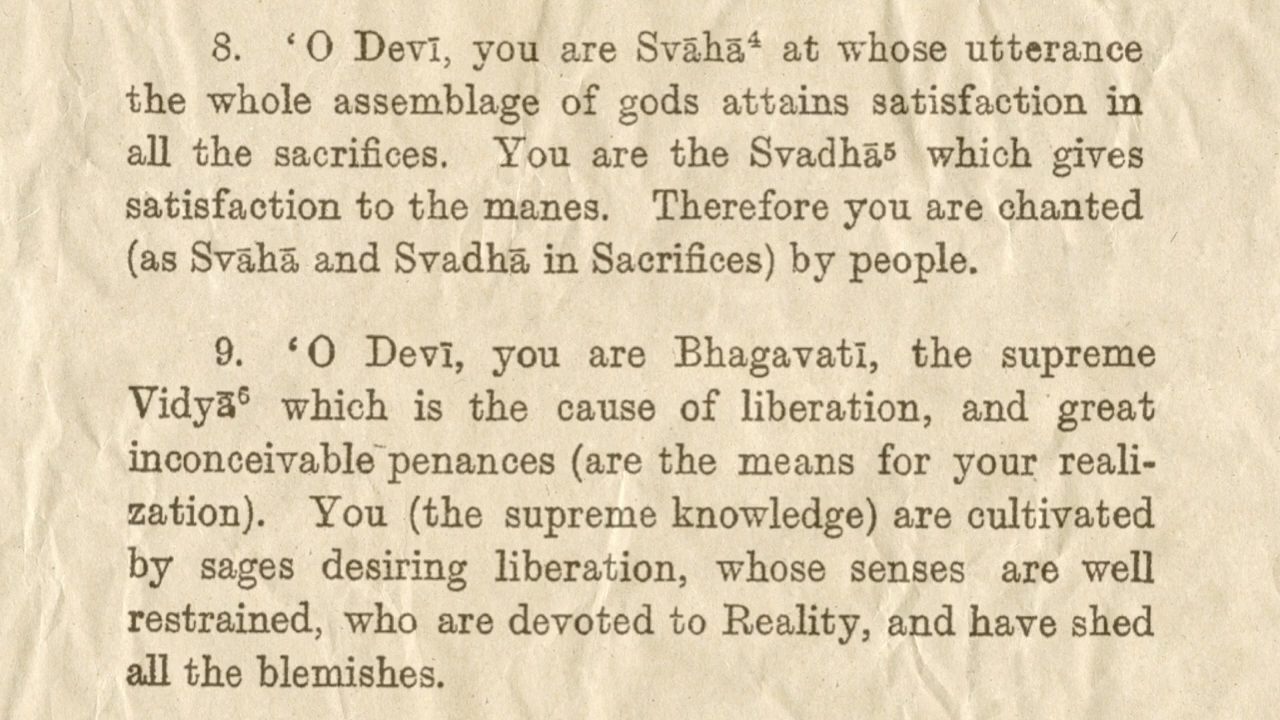 8. ‘O Devī, you are Svāhā⁴ at whose utterance
the whole assemblage of gods attains satisfaction in
all the sacrifices. You are the Svadhā⁵ which gives
satisfaction to the manes. Therefore you are chanted
(as Svāhā and Svadhā in Sacrifices) by people.
9. ‘O Devī, you are Bhagavatī, the supreme
Vidyā⁶ which is the cause of liberation, and great
inconceivable penances (are the means for your reali-
zation). You (the supreme knowledge) are cultivated
by sages desiring liberation, whose senses are well
restrained, who are devoted to Reality, and have shed
all the blemishes.